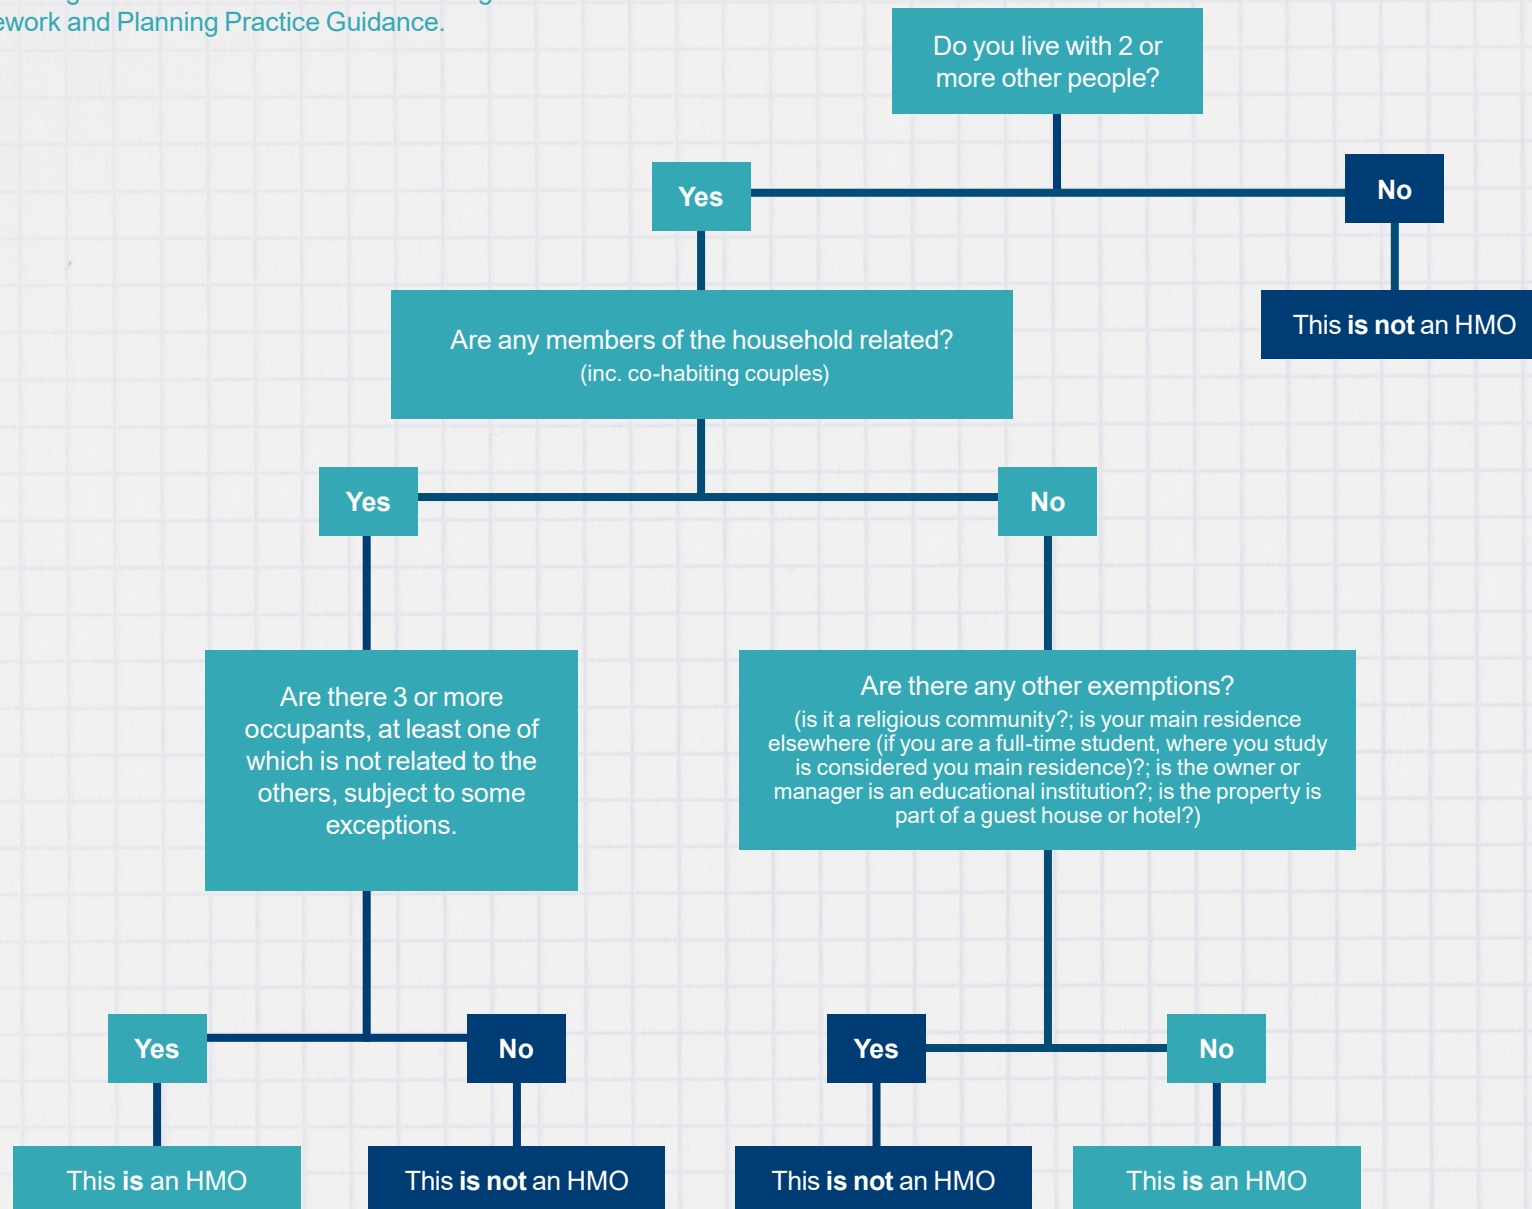 and Planning Practice Guidance.
Do you live with 2 or
more other people?
Yes
No
This is not an HMO
Are any members of the household related?
(inc. co-habiting couples)
Yes
No
Are there 3 or more
occupants, at least one of
which is not related to the
others, subject to some
exceptions.
Are there any other exemptions?
(is it a religious community?; is your main residence
elsewhere (if you are a full-time student, where you study
is considered you main residence)?; is the owner or
manager is an educational institution?; is the property is
part of a guest house or hotel?)
Yes
No
Yes
No
This is an HMO
This is not an HMO
This is not an HMO
This is an HMO